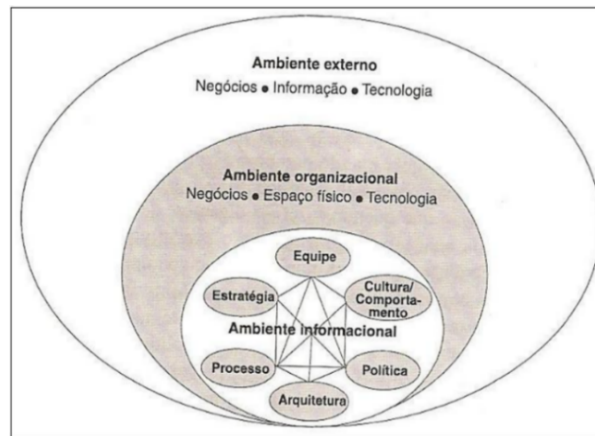 Ambiente externo
Negócios ● Informação ● Tecnologia
Ambiente organizacional
Negócios ● Espaço físico ● Tecnologia
Equipe
Estratégia
Cultura/
Comporta-
mento
Ambiente informacional
Processo
Política
Arquitetura